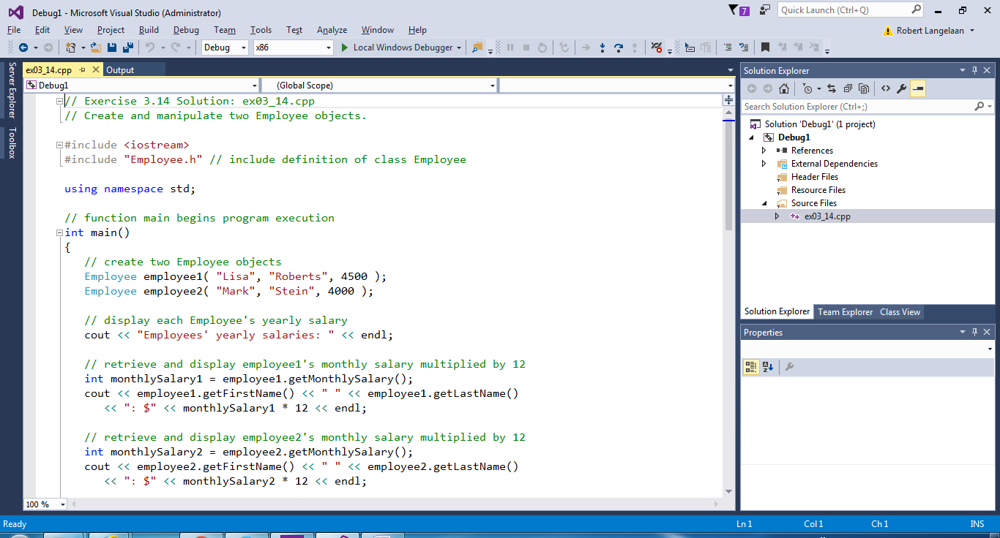 Debug1 - Microsoft Visual Studio (Administrator)
7
Quick Launch (Ctrl+Q)
File Edit View Project Build Debug Team Tools Test Analyze Window Help
Robert Langelaan
Debug x86 Local Windows Debugger
Server Explorer
Toolbox
ex03_14.cpp Output
Debug1 (Global Scope)
// Exercise 3.14 Solution: ex03_14.cpp
// Create and manipulate two Employee objects.
#include <iostream>
#include "Employee.h" // include definition of class Employee
using namespace std;
// function main begins program execution
int main()
{
// create two Employee objects
Employee employee1( "Lisa", "Roberts", 4500 );
Employee employee2( "Mark", "Stein", 4000 );
// display each Employee's yearly salary
cout << "Employees' yearly salaries: " << endl;
// retrieve and display employee1's monthly salary multiplied by 12
int monthlySalary1 = employee1.getMonthlySalary();
cout << employee1.getFirstName() << " " << employee1.getLastName()
<< ": $" << monthlySalary1 * 12 << endl;
// retrieve and display employee2's monthly salary multiplied by 12
int monthlySalary2 = employee2.getMonthlySalary();
cout << employee2.getFirstName() << " " << employee2.getLastName()
<< ": $" << monthlySalary2 * 12 << endl;
100 %
Solution Explorer
Search Solution Explorer (Ctrl+;)
Solution 'Debug1' (1 project)
Debug1
References
External Dependencies
Header Files
Resource Files
Source Files
ex03_14.cpp
Solution Explorer Team Explorer Class View
Properties
Ready Ln 1 Col 1 Ch 1 INS